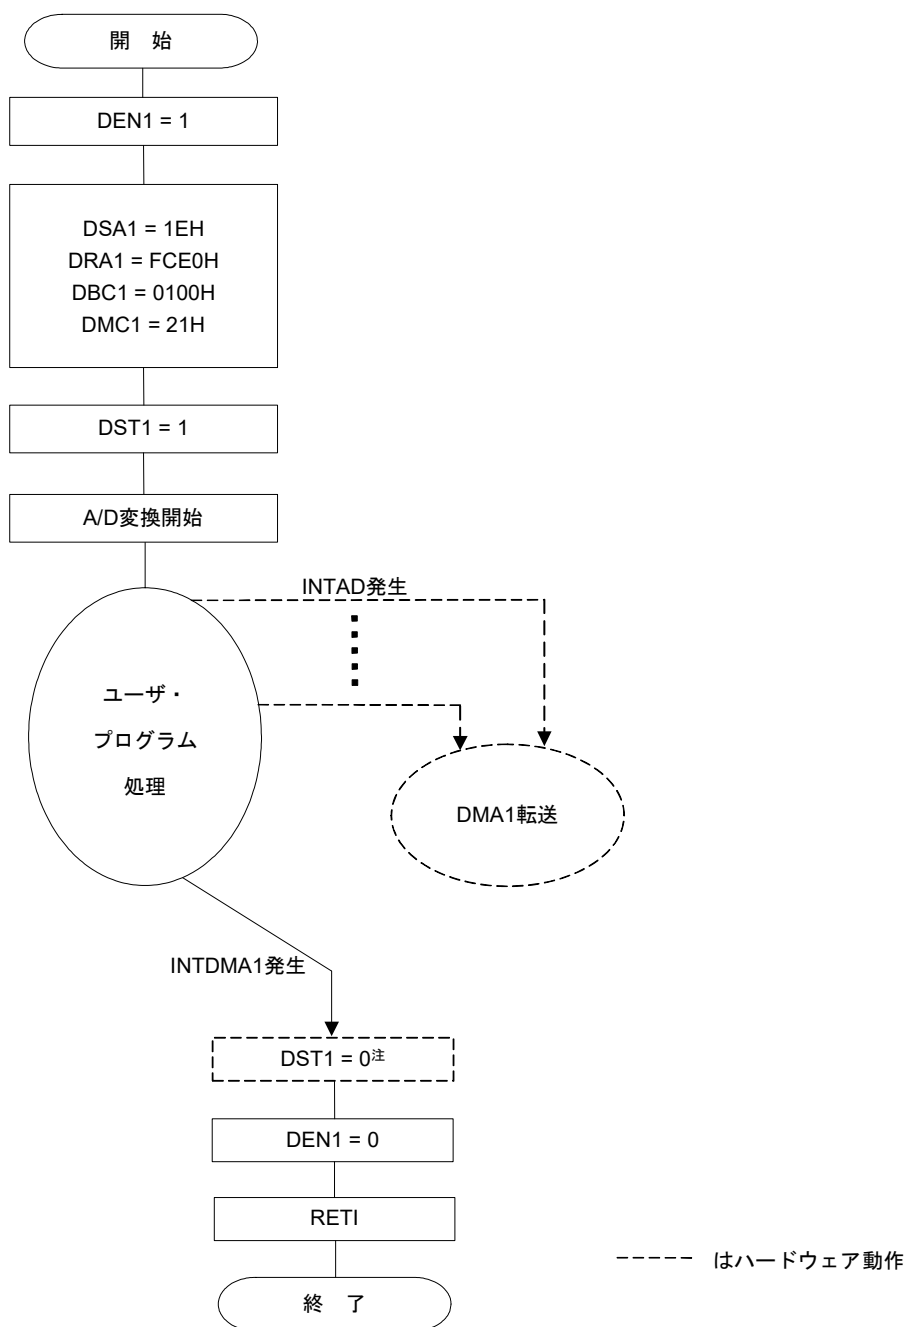 開 始
DEN1 = 1
DSA1 = 1EH
DRA1 = FCE0H
DBC1 = 0100H
DMC1 = 21H
DST1 = 1
A/D変換開始
INTAD発生
ユーザ・
プログラム
処理
DMA1転送
INTDMA1発生
DST1 = 0注
DEN1 = 0
RETI
終 了
はハードウェア動作